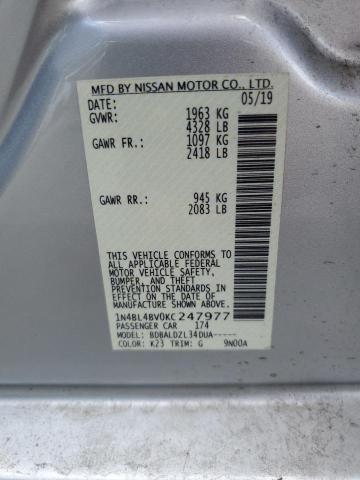 MFD BY NISSAN MOTOR CO., LTD.
DATE: 05/19
GVWR: 1963 KG
4328 LB
GAWR FR.: 1097 KG
2418 LB
GAWR RR.: 945 KG
2083 LB
THIS VEHICLE CONFORMS TO
ALL APPLICABLE FEDERAL
MOTOR VEHICLE SAFETY,
BUMPER, AND THEFT
PREVENTION STANDARDS
IN EFFECT ON THE DATE OF
MANUFACTURE SHOWN ABOVE.
1N4BL4BV0KC247977
PASSENGER CAR 174
MODEL: BDBALDZL34DUA-----
COLOR: K23 TRIM: G 9N00A